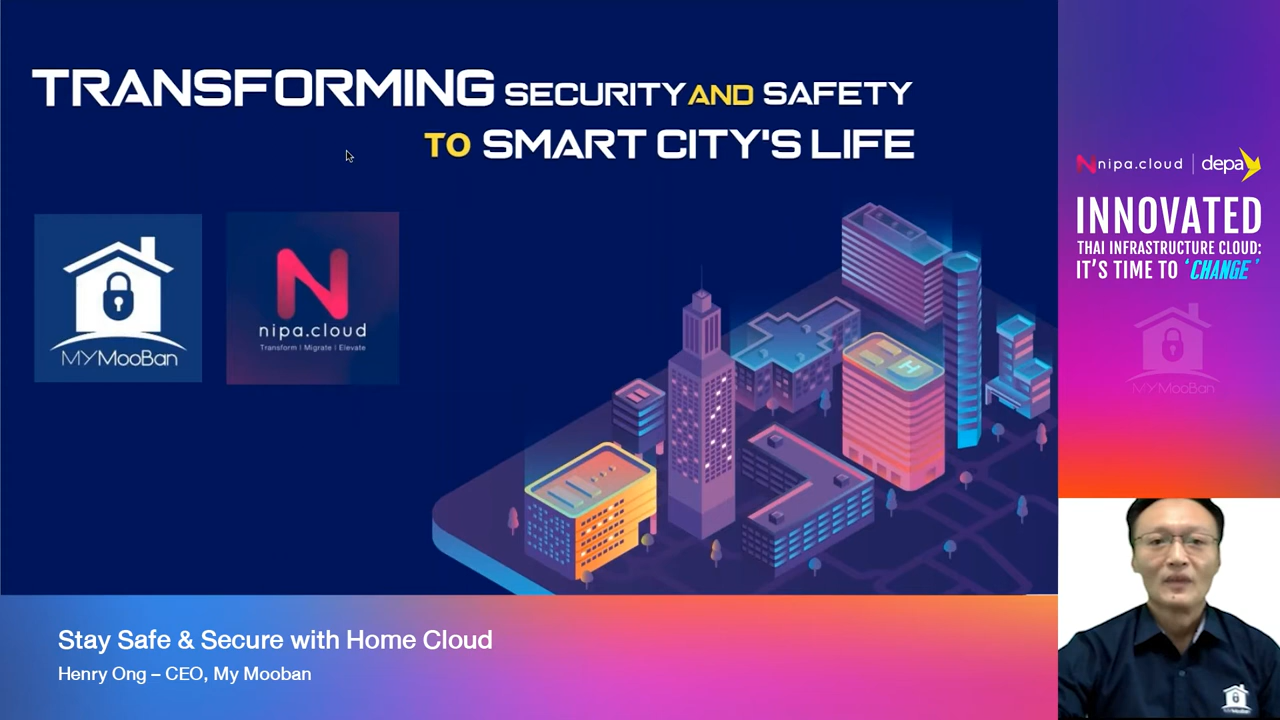 TRANSFORMING SECURITY AND SAFETY
TO SMART CITY'S LIFE
MYMooBan
nipa.cloud
Transform | Migrate | Elevate
H
Stay Safe & Secure with Home Cloud
Henry Ong – CEO, My Mooban
nipa.cloud | depa
INNOVATED
THAI INFRASTRUCTURE CLOUD:
IT'S TIME TO 'CHANGE'
MYMooBan
MYMooBan